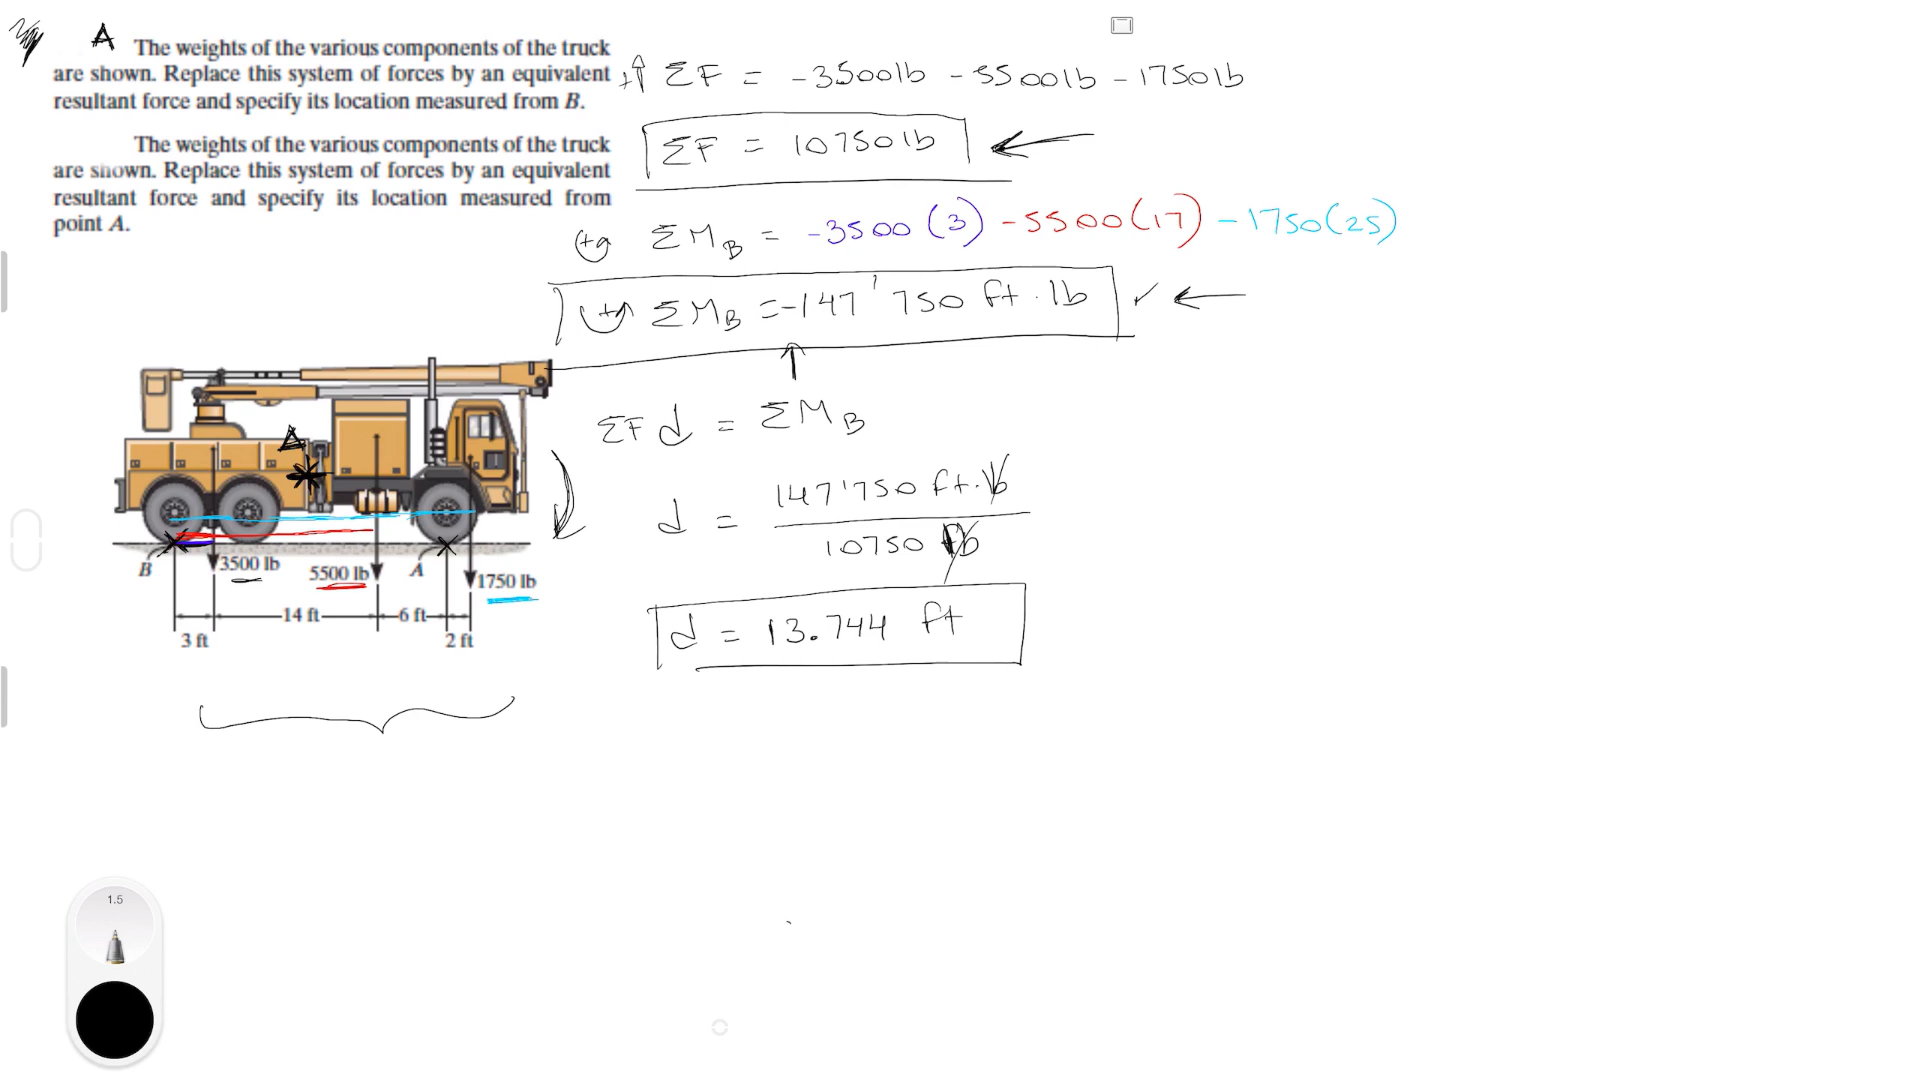 A
The weights of the various components of the truck
are shown. Replace this system of forces by an equivalent
resultant force and specify its location measured from B.
The weights of the various components of the truck
are shown. Replace this system of forces by an equivalent
resultant force and specify its location measured from
point A.
+↑ ΣF = -3500lb -5500lb -1750lb
ΣF = 10750lb
ΣM_B = -3500(3) -5500(17) -1750(25)
ΣM_B = -147'750 ft.lb ✓
ΣF d = ΣM_B
d = 147'750 ft.lb / 10750 lb
d = 13.744 ft
B
3500 lb
5500 lb
A
1750 lb
14 ft
6 ft
3 ft
2 ft
1.5